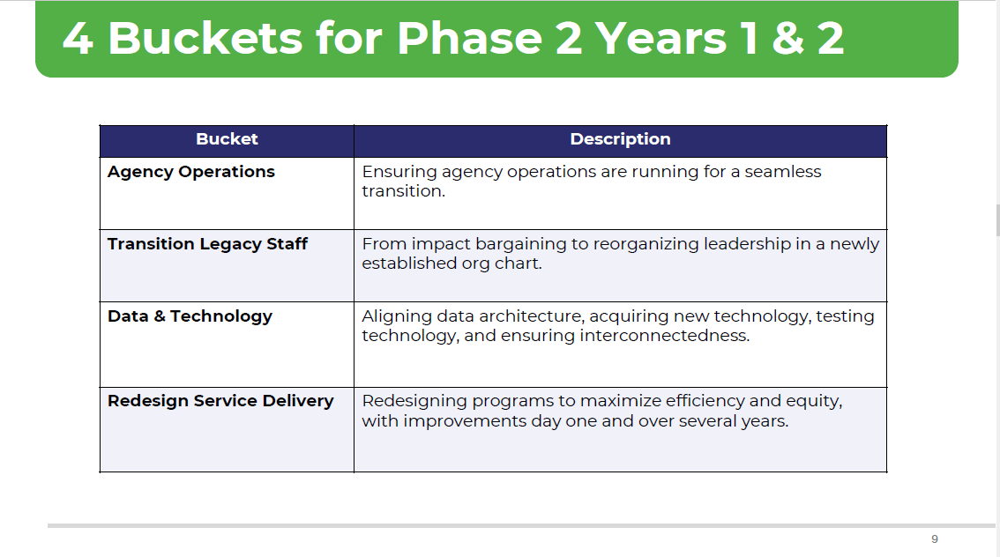 4 Buckets for Phase 2 Years 1 & 2
Bucket
Description
Agency Operations
Ensuring agency operations are running for a seamless
transition.
Transition Legacy Staff
From impact bargaining to reorganizing leadership in a newly
established org chart.
Data & Technology
Aligning data architecture, acquiring new technology, testing
technology, and ensuring interconnectedness.
Redesign Service Delivery
Redesigning programs to maximize efficiency and equity,
with improvements day one and over several years.
9